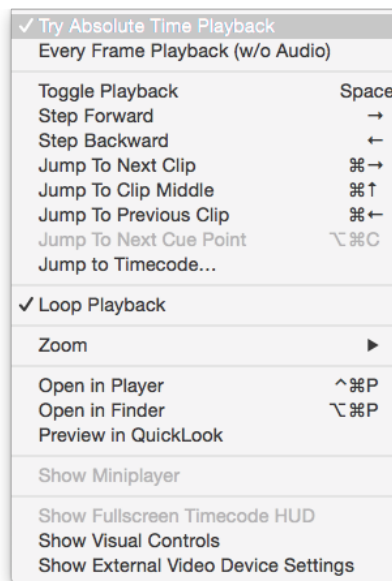 ✓ Try Absolute Time Playback
Every Frame Playback (w/o Audio)
Toggle Playback Space
Step Forward →
Step Backward ←
Jump To Next Clip ⌘→
Jump To Clip Middle ⌘↑
Jump To Previous Clip ⌘←
Jump To Next Cue Point ⌥⌘C
Jump to Timecode...
✓ Loop Playback
Zoom ▶
Open in Player ^⌘P
Open in Finder ⌥⌘P
Preview in QuickLook
Show Miniplayer
Show Fullscreen Timecode HUD
Show Visual Controls
Show External Video Device Settings